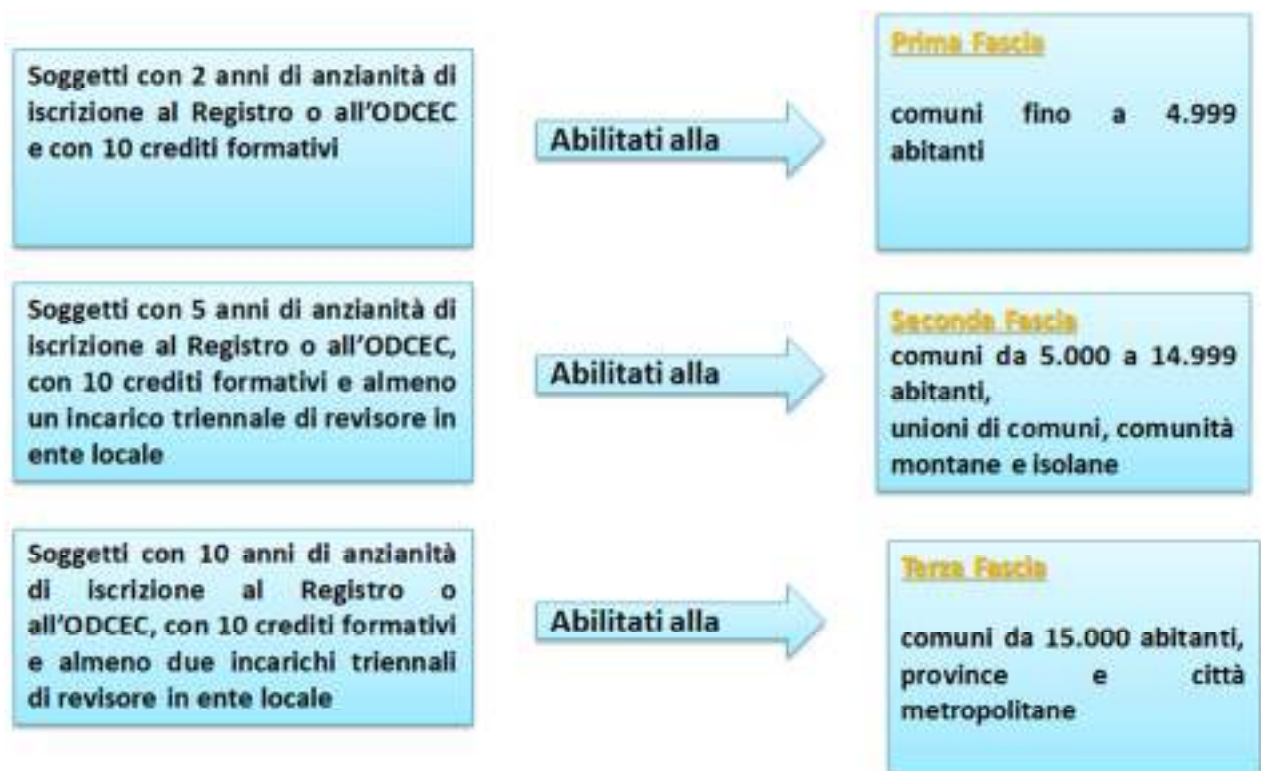 Soggetti con 2 anni di anzianità di
iscrizione al Registro o all'ODCEC
e con 10 crediti formativi
Abilitati alla
Prima Fascia
comuni fino a 4.999
abitanti
Soggetti con 5 anni di anzianità di
iscrizione al Registro o all'ODCEC,
con 10 crediti formativi e almeno
un incarico triennale di revisore in
ente locale
Abilitati alla
Seconda Fascia
comuni da 5.000 a 14.999
abitanti,
unioni di comuni, comunità
montane e isolane
Soggetti con 10 anni di anzianità
di iscrizione al Registro o
all'ODCEC, con 10 crediti formativi
e almeno due incarichi triennali
di revisore in ente locale
Abilitati alla
Terza Fascia
comuni da 15.000 abitanti,
province e città
metropolitane